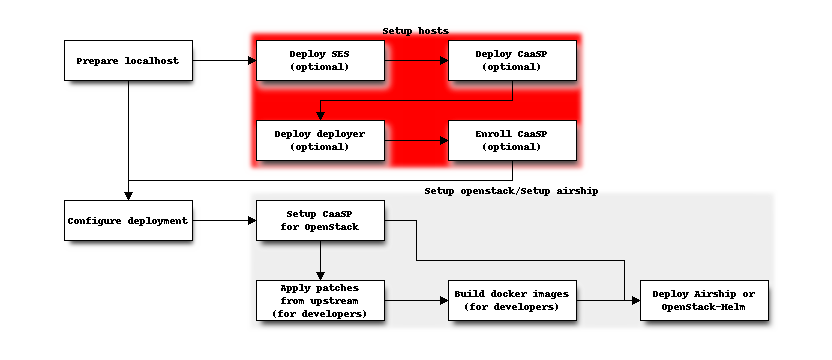 Setup hosts
Prepare localhost
Deploy SES
(optional)
Deploy CaaSP
(optional)
Deploy deployer
(optional)
Enroll CaaSP
(optional)
Setup openstack/Setup airship
Configure deployment
Setup CaaSP
for OpenStack
Apply patches
from upstream
(for developers)
Build docker images
(for developers)
Deploy Airship or
OpenStack-Helm